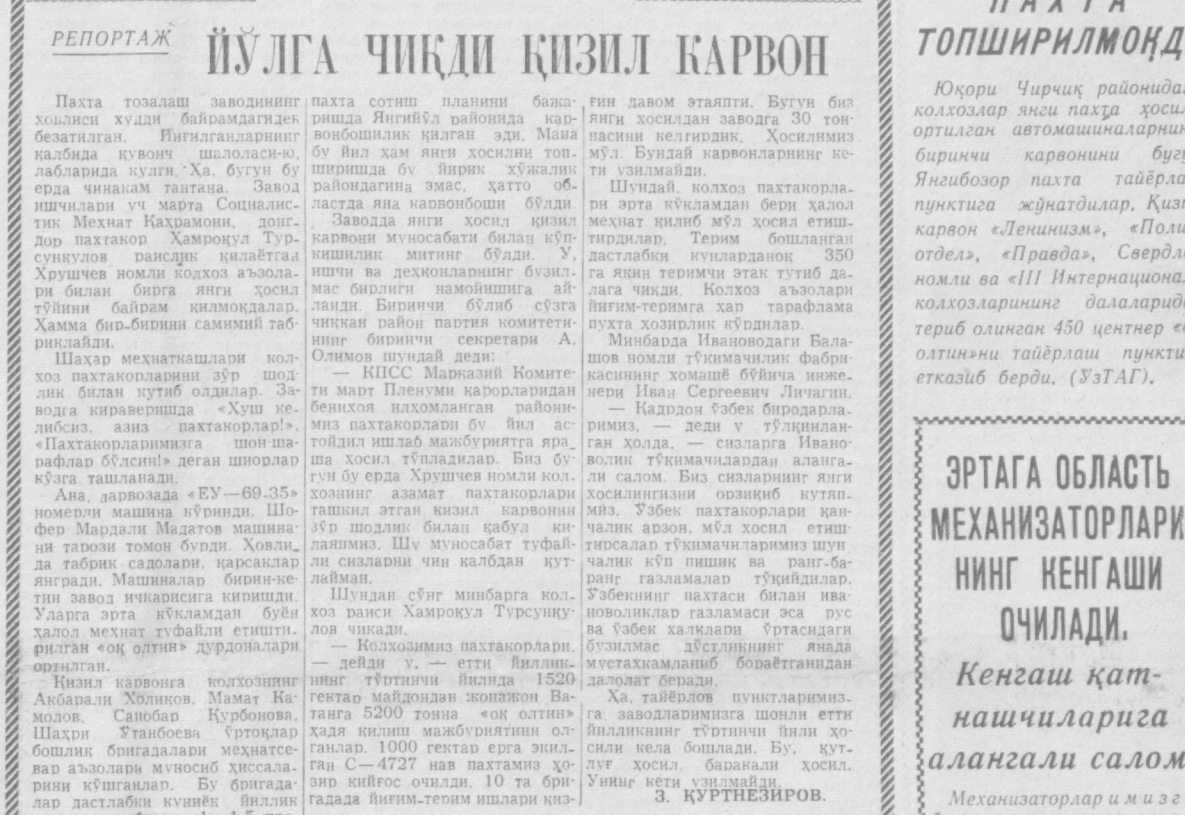 РЕПОРТАЖ
ЙЎЛГА ЧИҚДИ ҚИЗИЛ КАРВОН
Пахта тозалаш заводининг
ховлиси худди байрамдагидек
безатилган. Йиғилганларнинг
қалбида қувонч шалоласи-ю,
лабларида кулги. Ҳа, бугун бу
ерда чинакам тантана. Завод
ишчилари уч марта Социалис-
тик Меҳнат Қаҳрамони, донг-
дор пахтакор Ҳамроқул Тур-
сунқулов раислик қилаётган
Хрушчев номли колхоз аъзола-
ри билан бирга янги ҳосил
тўйини байрам қилмоқдалар.
Ҳамма бир-бирини самимий таб-
риклайди.
Шаҳар меҳнаткашлари кол-
хоз пахтакорларини зўр шод-
лик билан кутиб олдилар. За-
водга кираверишда «Хуш ке-
либсиз, азиз пахтакорлар!»,
«Пахтакорларимизга шон-ша-
рафлар бўлсин!» деган шиорлар
кўзга ташланади.
Ана, дарвозада «ЕУ—69-35»
номерли машина кўринди. Шо-
фер Мардали Мадатов машина-
ни тарози томон бурди. Ҳовли-
да табрик садолари, қарсаклар
янгради. Машиналар бирин-ке-
тин завод ичкарисига киришди.
Уларга эрта кўкламдан буён
ҳалол меҳнат туфайли етишти-
рилган «оқ олтин» дурдоналари
ортилган.
Қизил карвонга колхознинг
Акбарали Холиқов, Мамат Ка-
молов, Санобар Қурбонова,
Шаҳри Ўтанбоева ўртоқлар
бошлиқ бригадалари меҳнатсе-
вар аъзолари муносиб ҳисса-
рини қўшганлар. Бу бригада-
лар дастлабки куниёқ йиллик
пахта сотиш планини бажа-
ришда Янгийўл районида кар-
вонбошилик қилган эди. Мана
бу йил ҳам янги ҳосилни топ-
ширишда бу йирик хўжалик
районdagina эмас, ҳатто об-
ластда яна карвонбоши бўлди.
Заводда янги ҳосил қизил
карвони муносабати билан кўп-
кишилик митинг бўлди. У,
ишчи ва деҳқонларнинг бузил-
мас бирлиги намойишига ай-
ланди. Биринчи бўлиб сўзга
чиққан район партия комитети-
нинг биринчи секретари А.
Олимов шундай деди:
— КПСС Марказий Комите-
ти март Пленуми қарорларидан
бениҳоя илҳомланган райони-
миз пахтакорлари бу йил ас-
тойдил ишлаб мажбуриятга яра-
ша ҳосил тўпладилар. Биз бу-
гун бу ерда Хрушчев номли кол-
хознинг азамат пахтакорлари
ташкил этган қизил карвонни
зўр шодлик билан қабул қи-
лаяпмиз. Шу муносабат туфай-
ли сизларни чин қалбдан қут-
лайман.
Шундан сўнг минбарга кол-
хоз раиси Ҳамроқул Турсунқу-
лов чиқади.
— Колхозимиз пахтакорлари,
— дейди у, — етти йиллик-
нинг тўртинчи йилида 1520
гектар майдондан жонажон Ва-
танга 5200 тонна «оқ олтин»
ҳадя қилиш мажбуриятини ол-
ганлар. 1000 гектар ерга экил-
ган С—4727 нав пахтамиз ҳо-
зир қийғос очилди. 10 та бри-
гадада йиғим-терим ишлари қиз-
ғин давом этаяпти. Бугун биз
янги ҳосилдан заводга 30 тон-
насини келтирдик. Ҳосилимиз
мўл. Бундай карвонларнинг ке-
ти узилмайди.
Шундай, колхоз пахтакорла-
ри эрта кўкламдан бери ҳалол
меҳнат қилиб мўл ҳосил етиш-
тирдилар. Терим бошланган
дастлабки кунларданоқ 350
га яқин теримчи этак тутиб да-
лага чиқди. Колхоз аъзолари
йиғим-теримга ҳар тарафлама
пухта ҳозирлик кўрдилар.
Минбарда Ивановодаги Бала-
шов номли тўқимачилик фабри-
касининг хомашё бўйича инже-
нери Иван Сергеевич Личагин.
— Қадрдон ўзбек биродарла-
римиз, — деди у тўлқинлан-
ган ҳолда, — сизларга Ивано-
волик тўқимачилардан аланга-
ли салом. Биз сизларнинг янги
ҳосилингизни орзиқиб кутяп-
миз. Ўзбек пахтакорлари қан-
чалик арзон, мўл ҳосил етиш-
тирсалар тўқимачиларимиз шун
чалик кўп пишиқ ва ранг-ба-
ранг газламалар тўқийдилар.
Ўзбекнинг пахтаси билан ива-
новоликлар газламаси эса рус
ва ўзбек халқлари ўртасидаги
бузилмас дўстликнинг янада
мустаҳкамланиб бораётганидан
далолат беради.
Ҳа, тайёрлов пунктларимиз-
га, заводларимизга шонли етти
йилликнинг тўртинчи йили ҳо-
сили кела бошлади. Бу, қут-
луғ ҳосил, баракали ҳосил.
Унинг кети узилмайди.
З. ҚУРТНЕЗИРОВ.
ПАХТА
ТОПШИРИЛМОҚД
Юқори Чирчиқ районида
колхозлар янги пахта ҳосил
ортилган автомашиналарнин
биринчи карвонини бугу
Янгибозор пахта тайёрла
пунктига жўнатдилар. Қизи
карвон «Ленинизм», «Поли
отдел», «Правда», Свердл
номли ва «III Интернационал
колхозларининг далаларида
териб олинган 450 центнер «о
олтин»ни тайёрлаш пункти
етказиб берди. (УзТАГ).
ЭРТАГА ОБЛАСТЬ
МЕХАНИЗАТОРЛАРИ
НИНГ КЕНГАШИ
ОЧИЛАДИ.
Кенгаш қат-
нашчиларига
алангали салом
Механизаторлар и м и з г